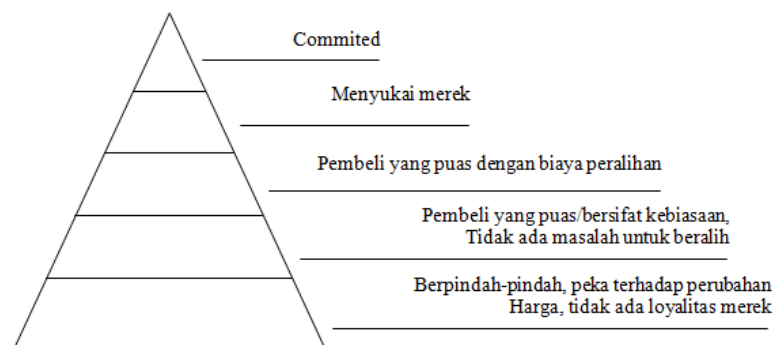 Commited
Menyukai merek
Pembeli yang puas dengan biaya peralihan
Pembeli yang puas/bersifat kebiasaan,
Tidak ada masalah untuk beralih
Berpindah-pindah, peka terhadap perubahan
Harga, tidak ada loyalitas merek